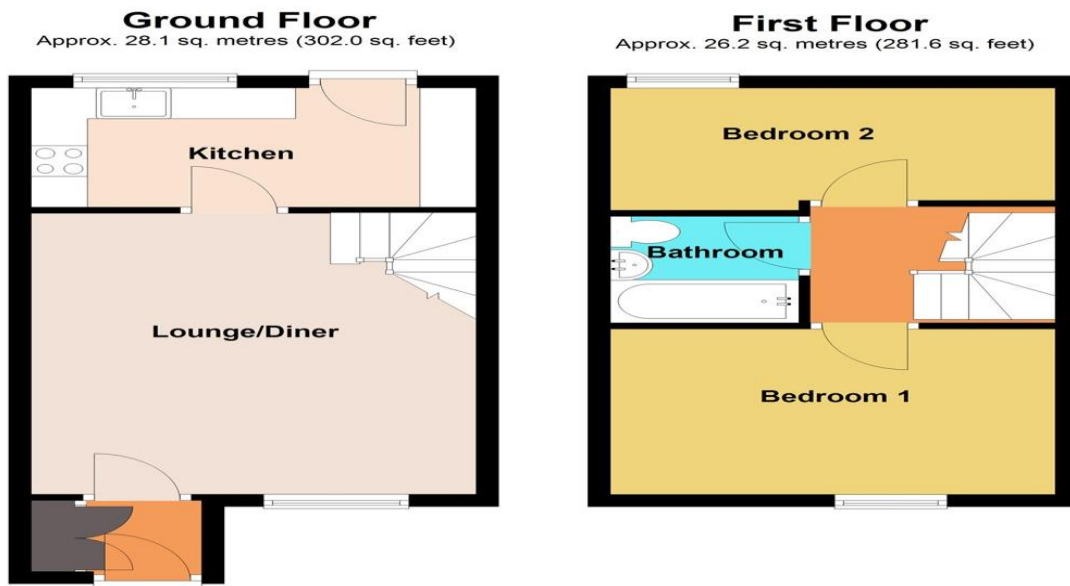 Ground Floor
Approx. 28.1 sq. metres (302.0 sq. feet)
Kitchen
Lounge/Diner
First Floor
Approx. 26.2 sq. metres (281.6 sq. feet)
Bedroom 2
Bathroom
Bedroom 1